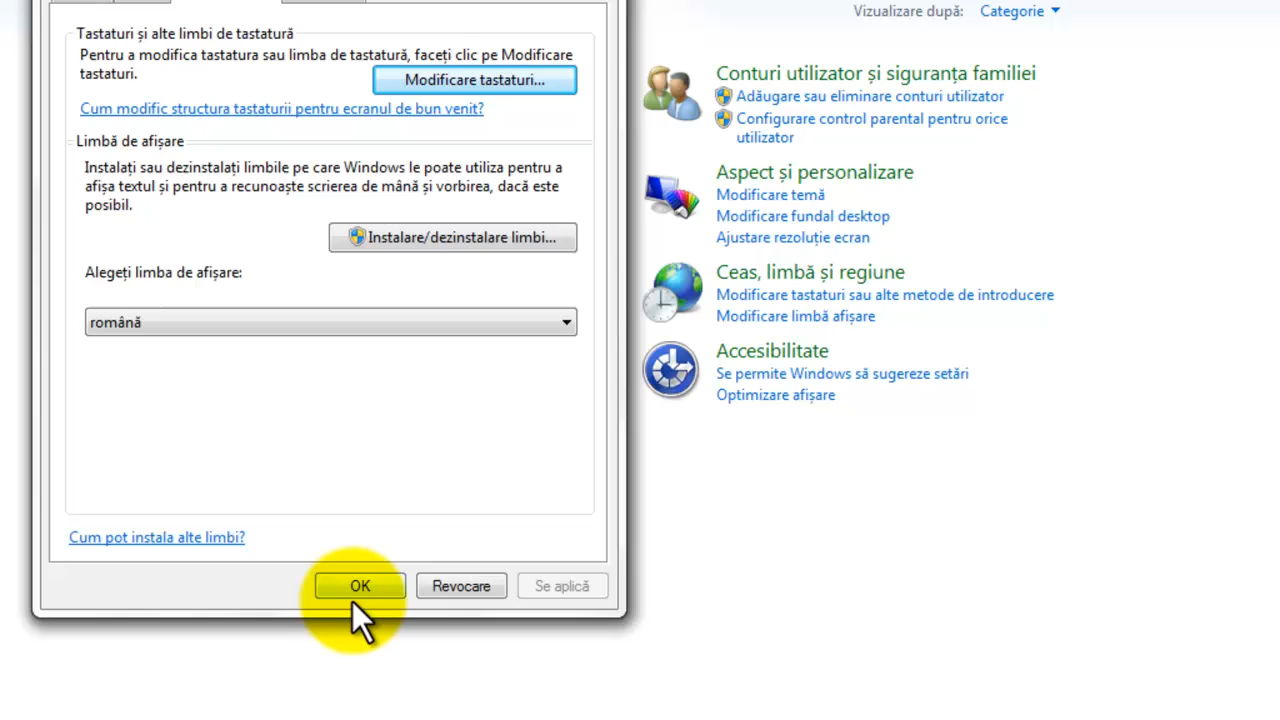 Tastaturi și alte limbi de tastatură
Pentru a modifica tastatura sau limba de tastatură, faceți clic pe Modificare
tastaturi.
Modificare tastaturi...
Cum modific structura tastaturii pentru ecranul de bun venit?
Limbă de afișare
Instalați sau dezinstalați limbile pe care Windows le poate utiliza pentru a
afișa textul și pentru a recunoaște scrierea de mână și vorbirea, dacă este
posibil.
Instalare/dezinstalare limbi...
Alegeți limba de afișare:
română
Cum pot instala alte limbi?
OK
Revocare
Se aplică
Vizualizare după:
Categorie
Conturi utilizator și siguranța familiei
Adăugare sau eliminare conturi utilizator
Configurare control parental pentru orice
utilizator
Aspect și personalizare
Modificare temă
Modificare fundal desktop
Ajustare rezoluție ecran
Ceas, limbă și regiune
Modificare tastaturi sau alte metode de introducere
Modificare limbă afișare
Accesibilitate
Se permite Windows să sugereze setări
Optimizare afișare